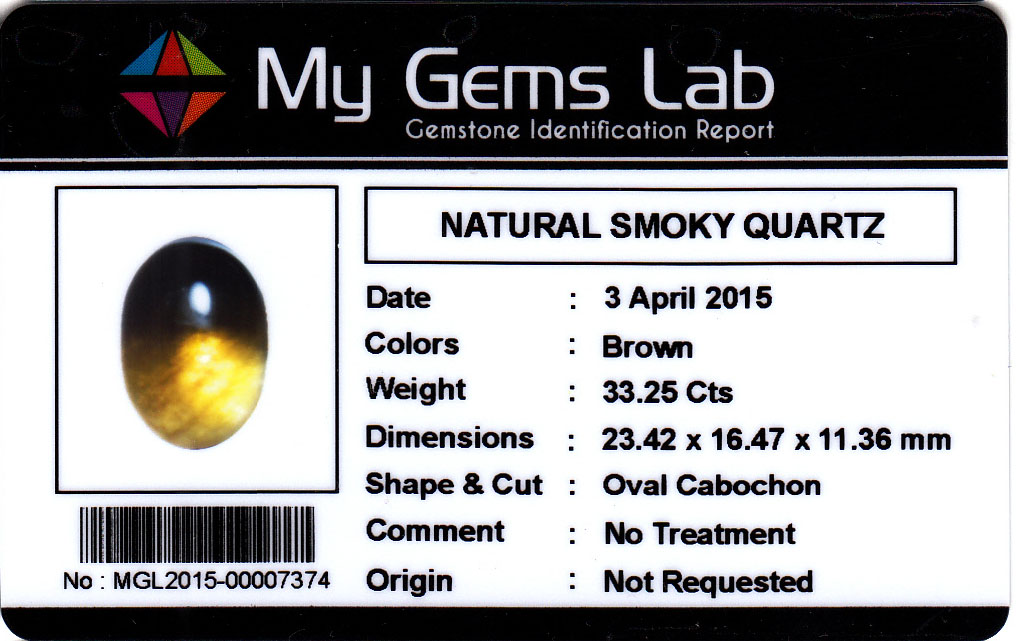 My Gems Lab
Gemstone Identification Report
NATURAL SMOKY QUARTZ
Date : 3 April 2015
Colors : Brown
Weight : 33.25 Cts
Dimensions : 23.42 x 16.47 x 11.36 mm
Shape & Cut : Oval Cabochon
Comment : No Treatment
Origin : Not Requested
No : MGL2015-00007374